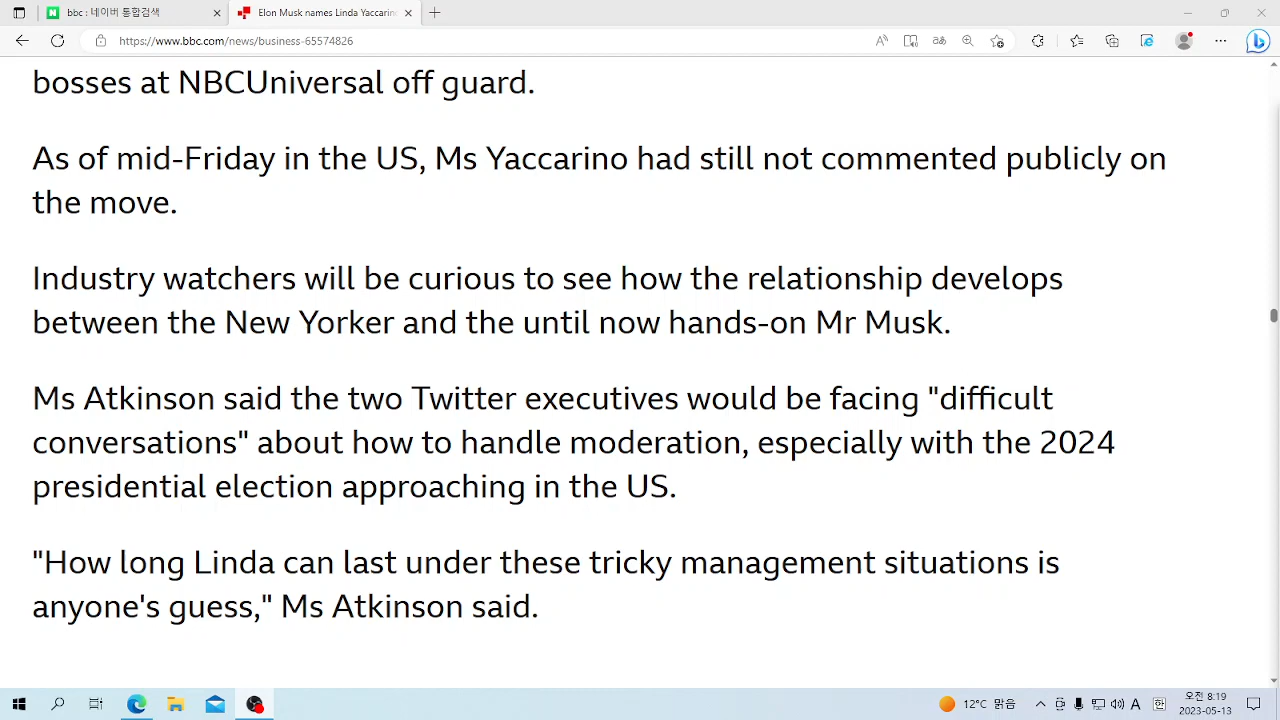 bbc : 네이버 통합검색
Elon Musk names Linda Yaccarin
https://www.bbc.com/news/business-65574826
bosses at NBCUniversal off guard.
As of mid-Friday in the US, Ms Yaccarino had still not commented publicly on
the move.
Industry watchers will be curious to see how the relationship develops
between the New Yorker and the until now hands-on Mr Musk.
Ms Atkinson said the two Twitter executives would be facing "difficult
conversations" about how to handle moderation, especially with the 2024
presidential election approaching in the US.
"How long Linda can last under these tricky management situations is
anyone's guess," Ms Atkinson said.
12°C 맑음
A
오전 8:19
2023-05-13